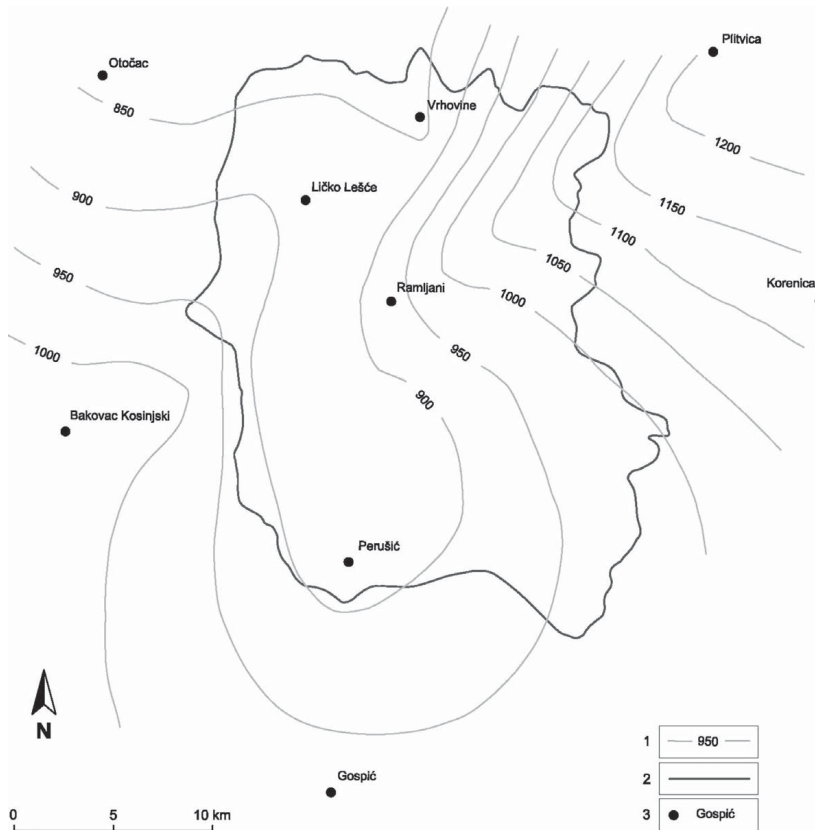 Plitvica
Otočac
850
Vrhovine
1200
Ličko Lešće
900
1150
1100
950
1050
Korenica
Ramljani
1000
1000
950
900
Bakovac Kosinjski
Perušić
N
1 950
2
Gospić
3 Gospić
0 5 10 km